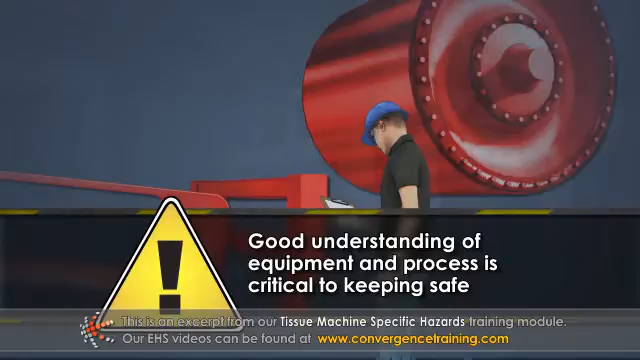 Good understanding of
equipment and process is
critical to keeping safe
This is an excerpt from our Tissue Machine Specific Hazards training module.
Our EHS videos can be found at www.convergencetraining.com